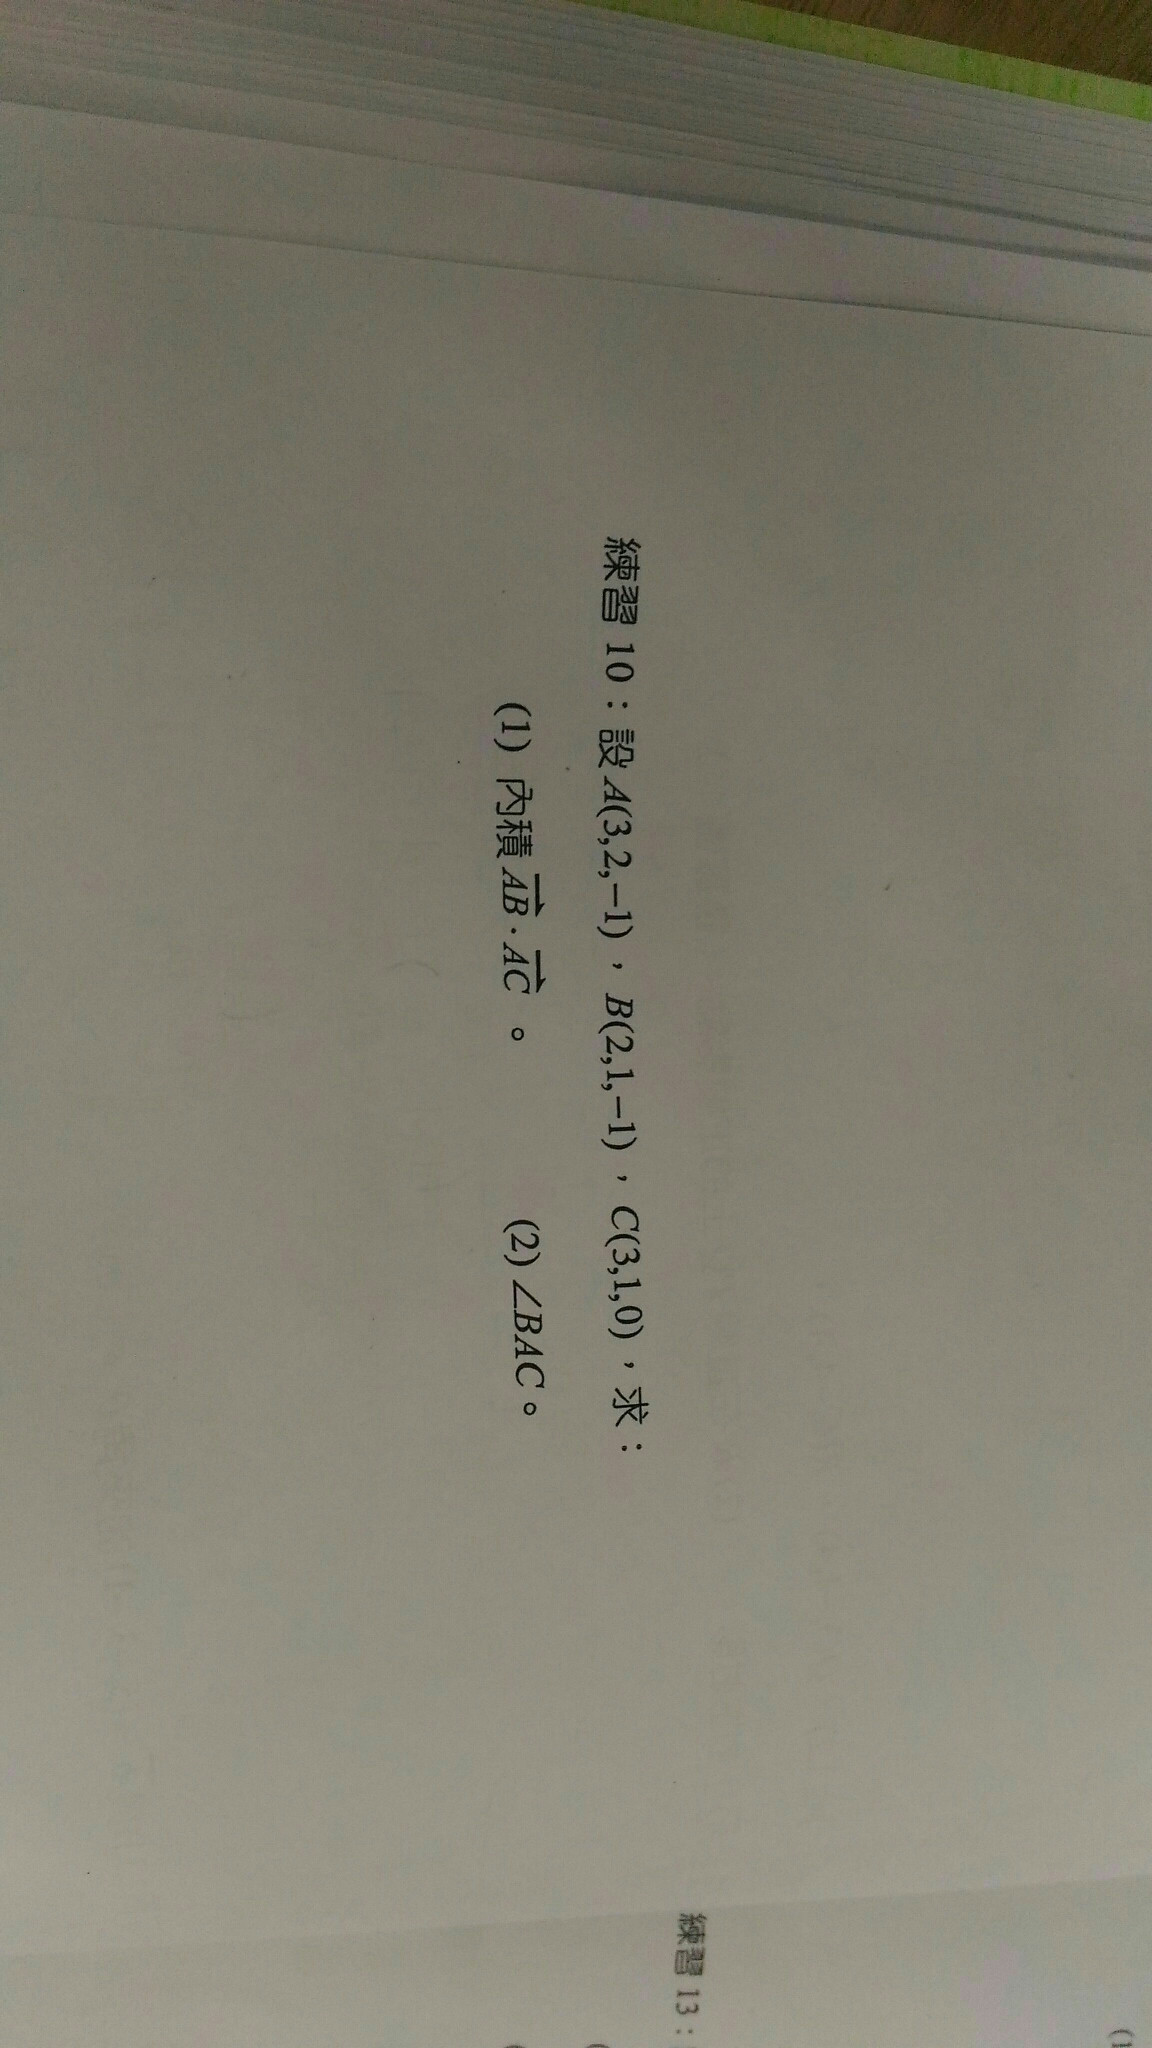 練習 10：設A(3,2,−1)，B(2,1,−1)，C(3,1,0)，求：
(1) 內積\overrightarrow{AB}·\overrightarrow{AC}。 (2) ∠BAC。
練習 13：